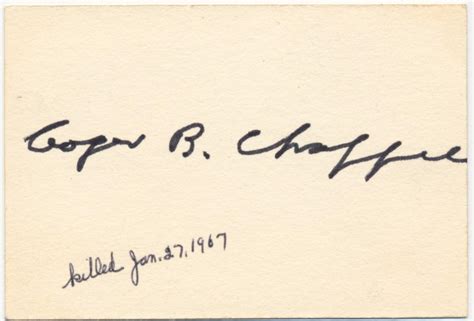 Roger B. Chaffee
killed Jan. 27, 1967